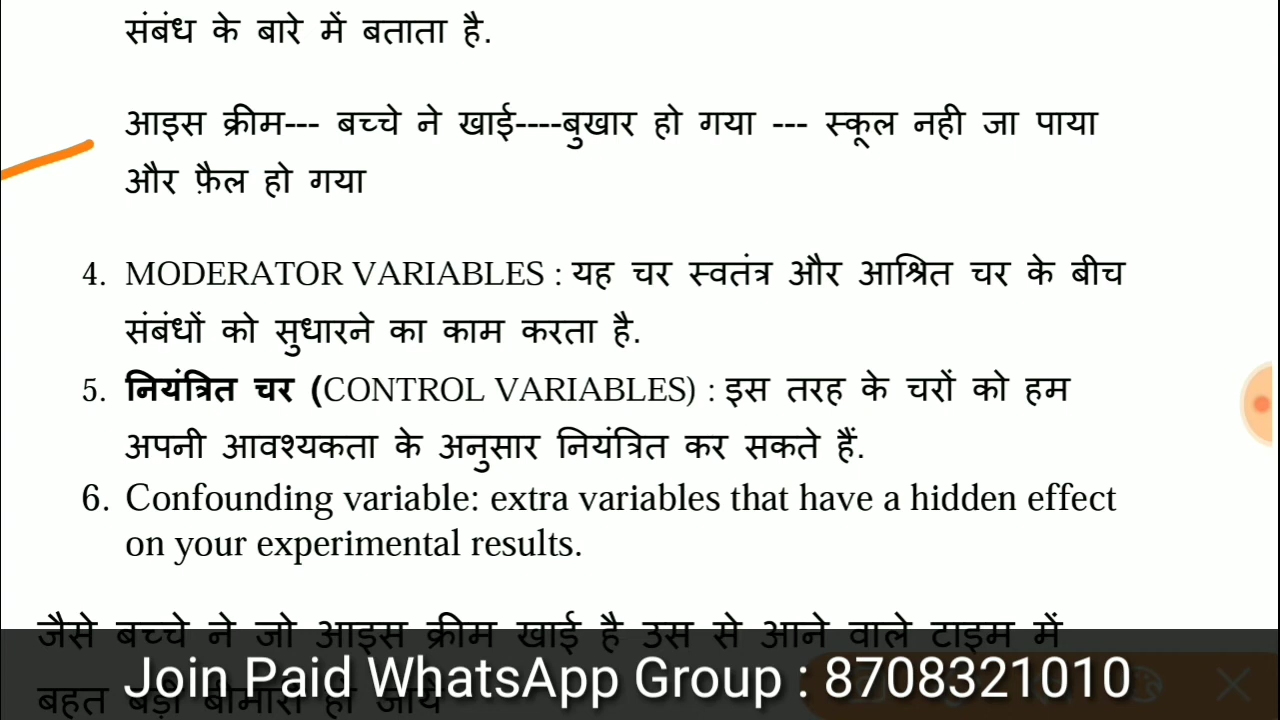 संबंध के बारे में बताता है.
आइस क्रीम--- बच्चे ने खाई----बुखार हो गया --- स्कूल नही जा पाया
और फ़ैल हो गया
4. MODERATOR VARIABLES : यह चर स्वतंत्र और आश्रित चर के बीच
संबंधों को सुधारने का काम करता है.
5. नियंत्रित चर (CONTROL VARIABLES) : इस तरह के चरों को हम
अपनी आवश्यकता के अनुसार नियंत्रित कर सकते हैं.
6. Confounding variable: extra variables that have a hidden effect
on your experimental results.
जैसे बच्चे ने जो आइस क्रीम खाई है उस से आने वाले टाइम में
बहत बड़ी बीमारी हो जाये
Join Paid WhatsApp Group : 8708321010